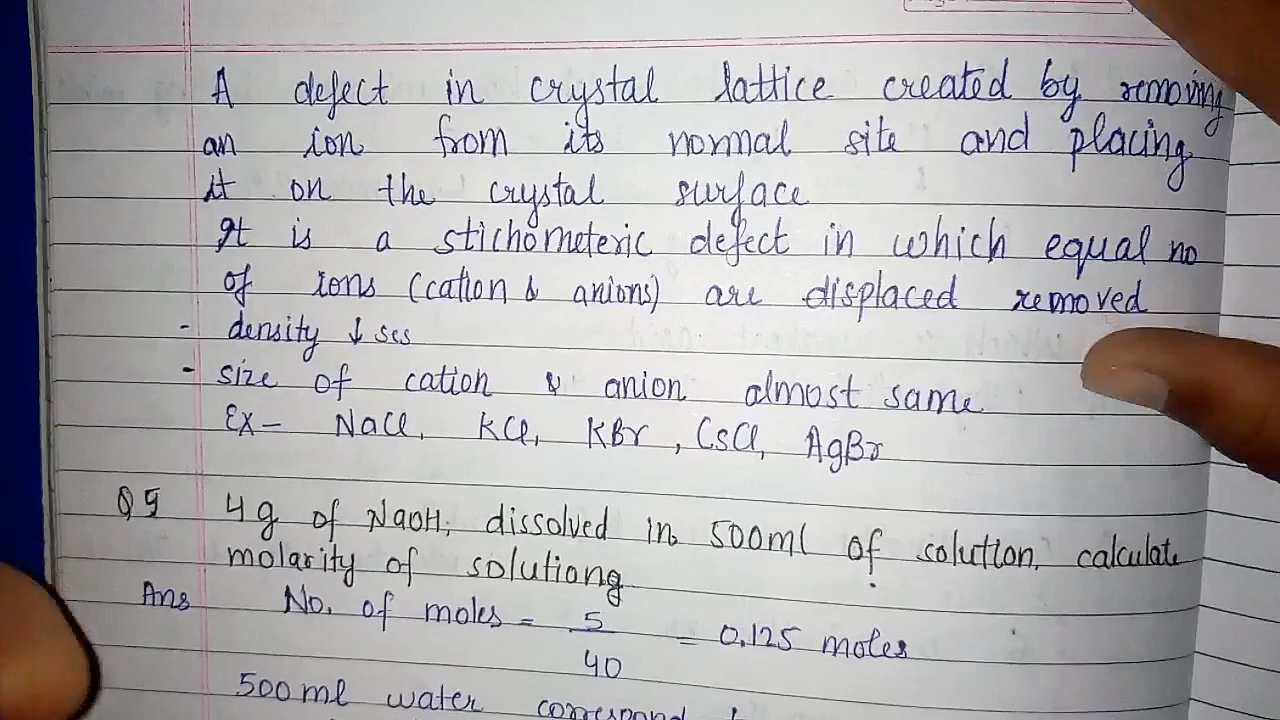 A defect in crystal lattice created by removing
an ion from its normal site and placing
it on the crystal surface
It is a stichometeric defect in which equal no
of ions (cation & anions) are displaced removed
- density ↓ ses
- size of cation & anion almost same
Ex- NaCl, KCl, KBr, CsCl, AgBr
Q5 4g of NaOH, dissolved in 500ml of solution, calculate
molarity of solution
Ans No. of moles = 5/40 = 0.125 moles
500ml water correspond